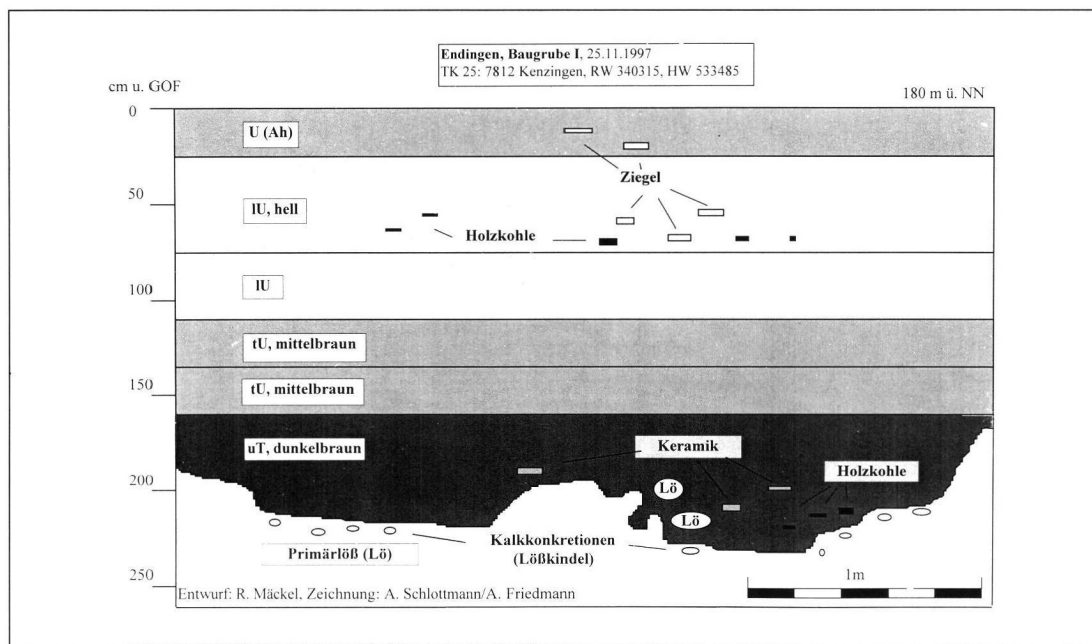 Endingen, Baugrube I, 25.11.1997
TK 25: 7812 Kenzingen, RW 340315, HW 533485
cm u. GOF
180 m ü. NN
0
U (Ah)
Ziegel
50
lU, hell
Holzkohle
100
lU
tU, mittelbraun
150
tU, mittelbraun
uT, dunkelbraun
Keramik
Holzkohle
200
Lö
Lö
Kalkkonkretionen
(Lößkindel)
Primärlöß (Lö)
250
1m
Entwurf: R. Mäckel, Zeichnung: A. Schlottmann/A. Friedmann